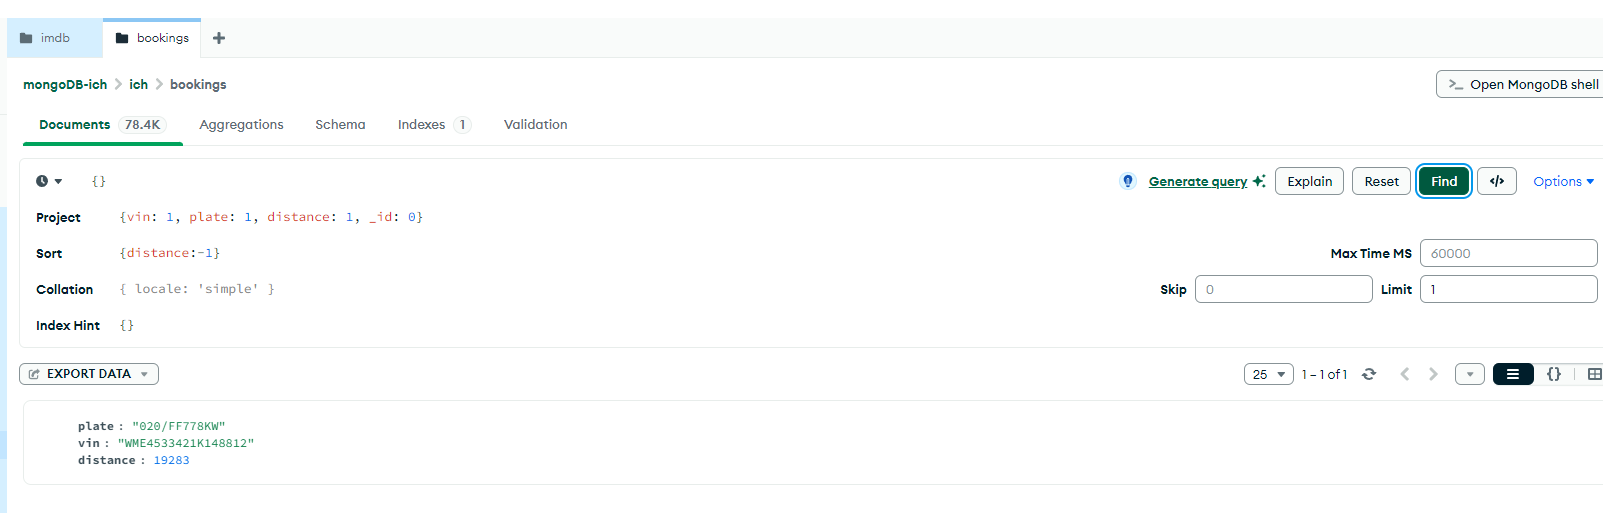 imdb bookings +
mongoDB-ich > ich > bookings
>_ Open MongoDB shell
Documents 78.4K Aggregations Schema Indexes 1 Validation
{} Generate query Explain Reset Find </> Options
Project {vin: 1, plate: 1, distance: 1, _id: 0}
Sort {distance:-1} Max Time MS 60000
Collation { locale: 'simple' } Skip 0 Limit 1
Index Hint {}
EXPORT DATA 25 1 – 1 of 1 {}
plate : "020/FF778KW"
vin : "WME4533421K148812"
distance : 19283